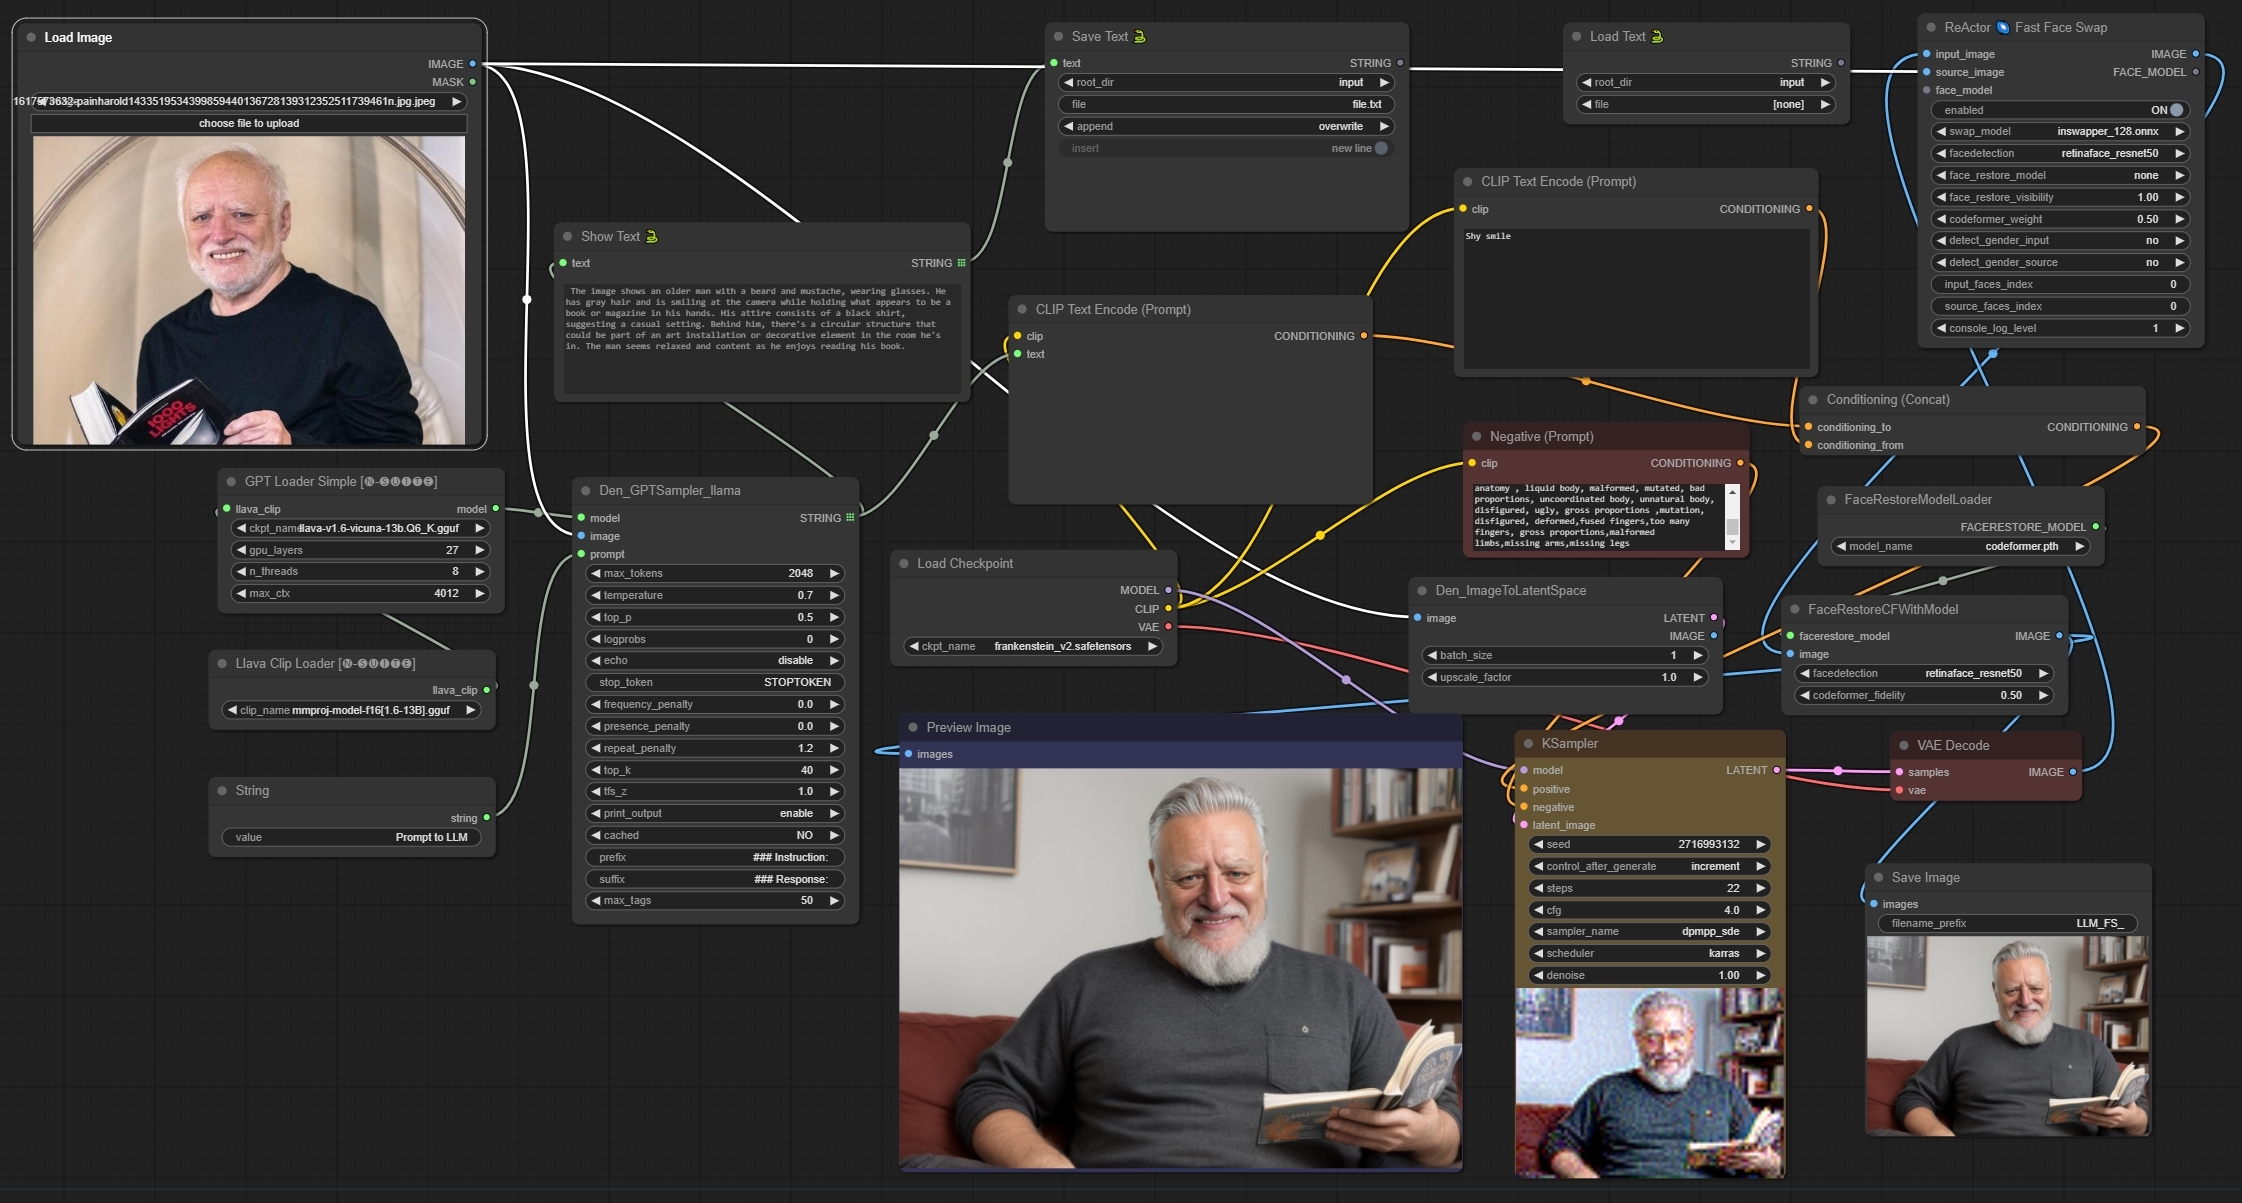 Load Image
IMAGE
MASK
choose file to upload
1000
LIGHTS
Save Text
text
STRING
root_dir
input
file
file.txt
append
overwrite
insert
new line
Load Text
STRING
root_dir
input
file
[none]
ReActor Fast Face Swap
input_image
IMAGE
source_image
FACE_MODEL
face_model
enabled
ON
swap_model
inswapper_128.onnx
facedetection
retinaface_resnet50
face_restore_model
none
face_restore_visibility
1.00
codeformer_weight
0.50
detect_gender_input
no
detect_gender_source
no
input_faces_index
0
source_faces_index
0
console_log_level
1
Show Text
text
STRING
The image shows an older man with a beard and mustache, wearing glasses. He
has gray hair and is smiling at the camera while holding what appears to be a
book or magazine in his hands. His attire consists of a black shirt,
suggesting a casual setting. Behind him, there's a circular structure that
could be part of an art installation or decorative element in the room he's
in. The man seems relaxed and content as he enjoys reading his book.
CLIP Text Encode (Prompt)
clip
CONDITIONING
Shy smile
CLIP Text Encode (Prompt)
clip
CONDITIONING
text
Conditioning (Concat)
conditioning_to
CONDITIONING
conditioning_from
Negative (Prompt)
clip
CONDITIONING
anatomy , liquid body, malformed, mutated, bad
proportions, uncoordinated body, unnatural body,
disfigured, ugly, gross proportions ,mutation,
disfigured, deformed,fused fingers,too many
fingers, gross proportions,malformed
limbs,missing arms,missing legs
GPT Loader Simple [🅝-🅢🅤🅘🅣🅔]
llava_clip
model
ckpt_name
llava-v1.6-vicuna-13b.Q6_K.gguf
gpu_layers
27
n_threads
8
max_ctx
4012
Llava Clip Loader [🅝-🅢🅤🅘🅣🅔]
llava_clip
clip_name
mmproj-model-f16[1.6-13B].gguf
String
string
value
Prompt to LLM
Den_GPTSampler_llama
model
STRING
image
prompt
max_tokens
2048
temperature
0.7
top_p
0.5
logprobs
0
echo
disable
stop_token
STOPTOKEN
frequency_penalty
0.0
presence_penalty
0.0
repeat_penalty
1.2
top_k
40
tfs_z
1.0
print_output
enable
cached
NO
prefix
### Instruction:
suffix
### Response:
max_tags
50
Load Checkpoint
MODEL
CLIP
VAE
ckpt_name
frankenstein_v2.safetensors
FaceRestoreModelLoader
FACERESTORE_MODEL
model_name
codeformer.pth
Den_ImageToLatentSpace
image
LATENT
IMAGE
batch_size
1
upscale_factor
1.0
FaceRestoreCFWithModel
facerestore_model
IMAGE
image
facedetection
retinaface_resnet50
codeformer_fidelity
0.50
Preview Image
images
KSampler
model
LATENT
positive
negative
latent_image
seed
2716993132
control_after_generate
increment
steps
22
cfg
4.0
sampler_name
dpmpp_sde
scheduler
karras
denoise
1.00
VAE Decode
samples
IMAGE
vae
Save Image
images
filename_prefix
LLM_FS_